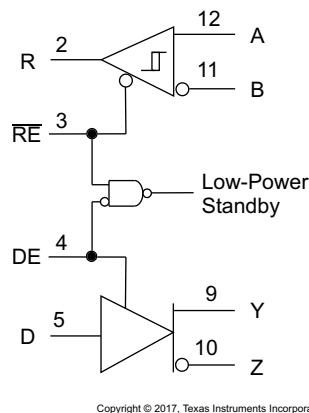 12
A
2
R
11
B
3
RE
Low-Power
Standby
4
DE
9
Y
5
D
10
Z
Copyright © 2017, Texas Instruments Incorpora